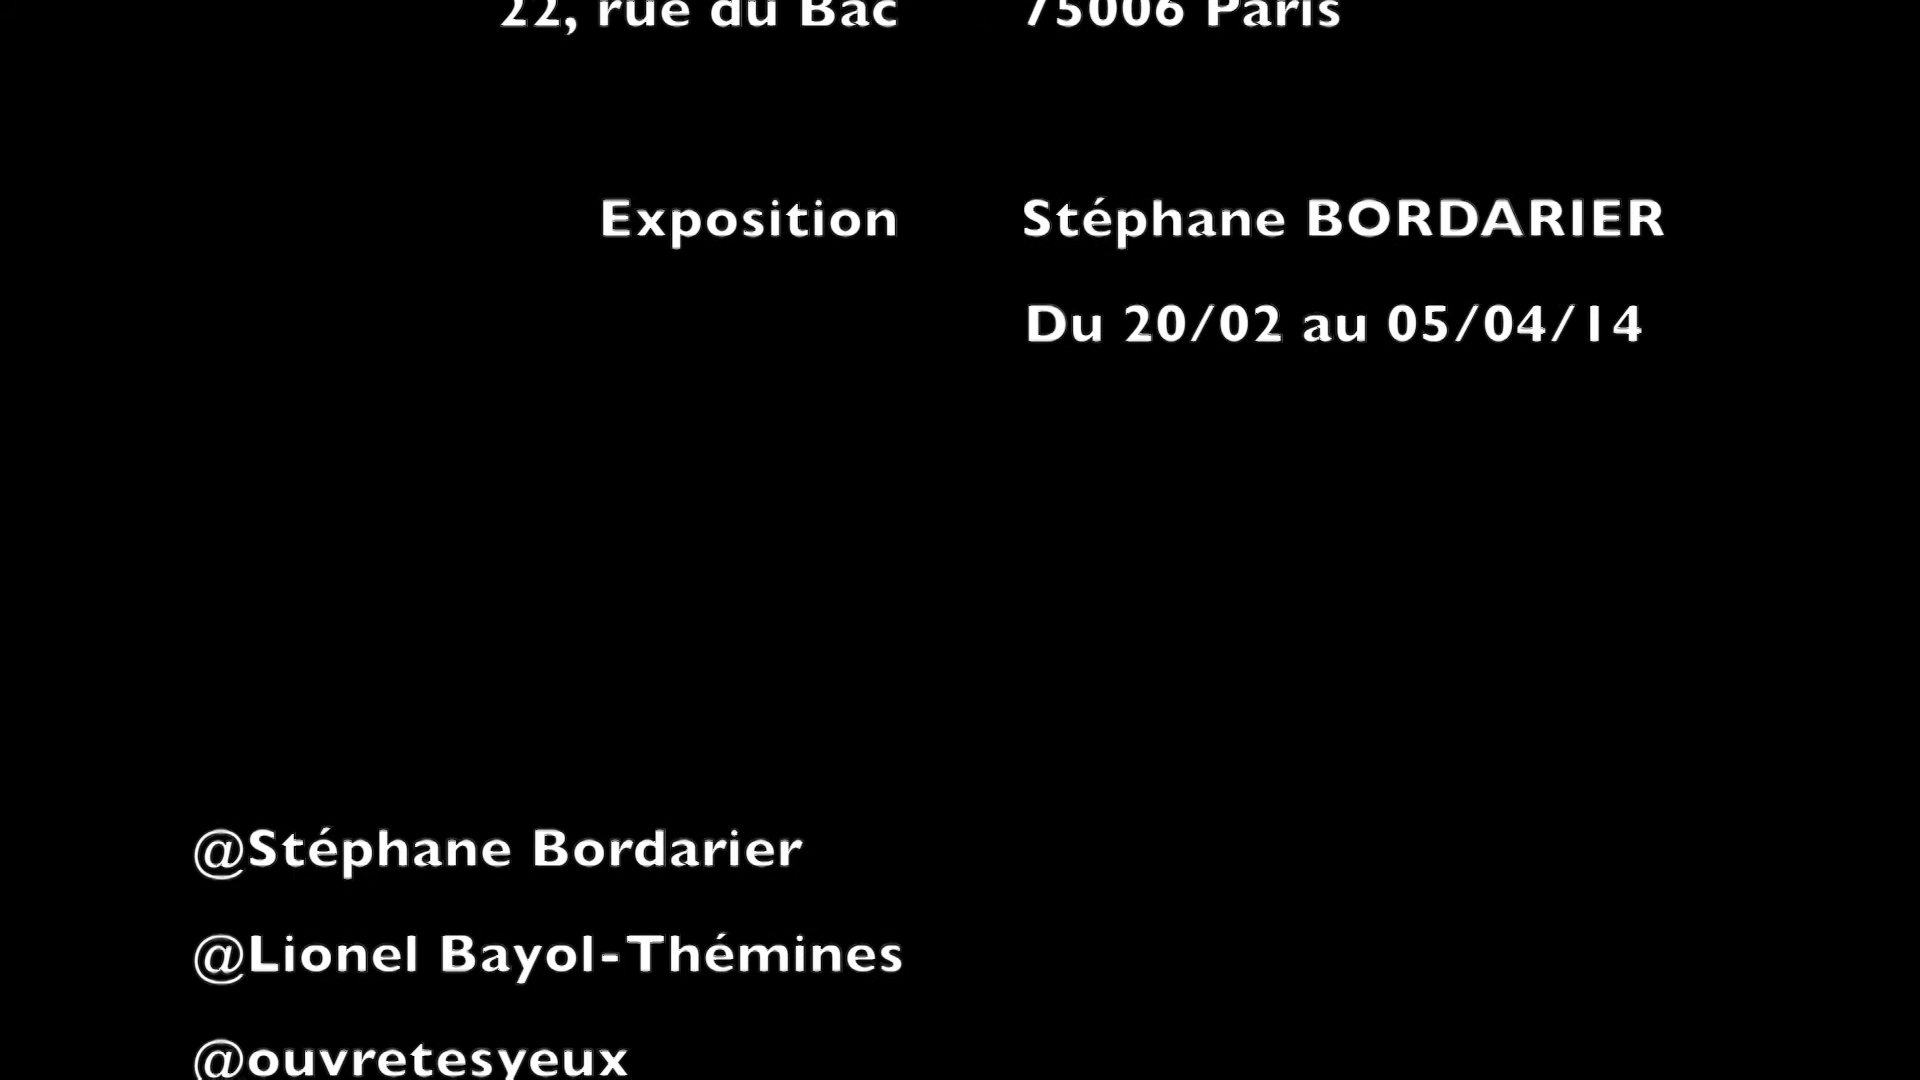 22, rue du Bac 75006 Paris
Exposition Stéphane BORDARIER
Du 20/02 au 05/04/14
@Stéphane Bordarier
@Lionel Bayol-Thémines
@ouvretesyeux